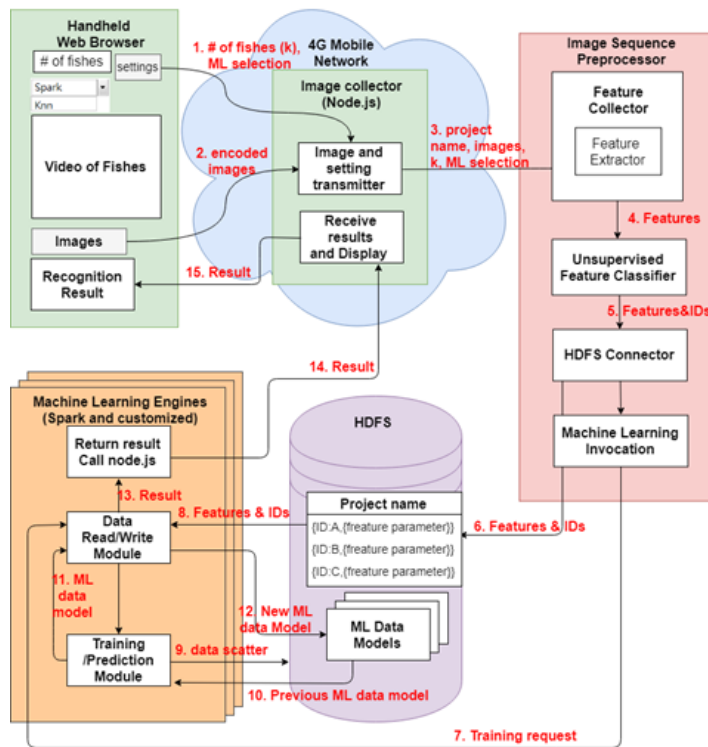 Handheld
Web Browser
# of fishes
settings
Spark
Knn
Video of Fishes
Images
Recognition
Result
1. # of fishes (k),
ML selection
2. encoded
images
15. Result
4G Mobile
Network
Image collector
(Node.js)
Image and
setting
transmitter
Receive
results
and Display
3. project
name, images,
k, ML selection
Image Sequence
Preprocessor
Feature
Collector
Feature
Extractor
4. Features
Unsupervised
Feature Classifier
5. Features&IDs
HDFS Connector
Machine Learning
Invocation
14. Result
Machine Learning Engines
(Spark and customized)
Return result
Call node.js
13. Result
Data
Read/Write
Module
11. ML
data
model
Training
/Prediction
Module
8. Features & IDs
12. New ML
data Model
9. data scatter
10. Previous ML data model
HDFS
Project name
{ID:A,{freature parameter}}
{ID:B,{freature parameter}}
{ID:C,{freature parameter}}
ML Data
Models
6. Features & IDs
7. Training request